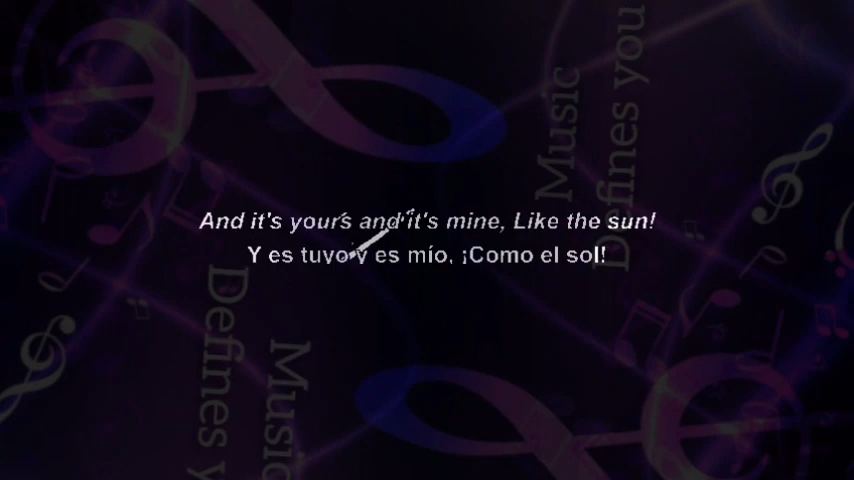 Music
Defines you
And it's yours and it's mine, Like the sun!
Y es tuyo y es mío. ¡Como el sol!
Defines y
Music